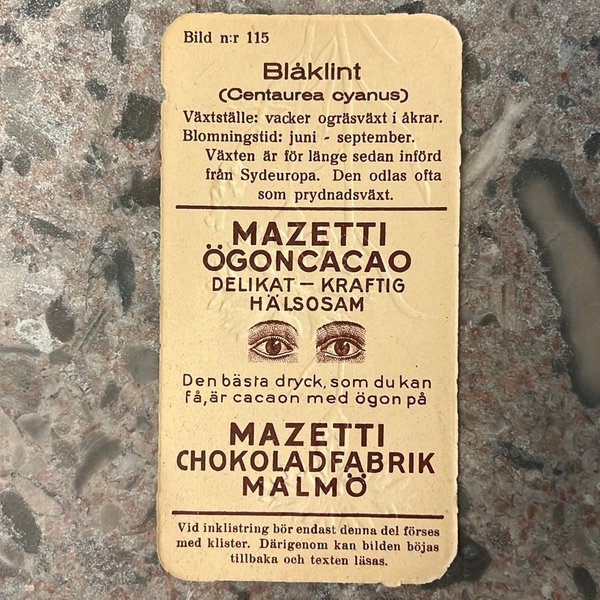 Bild n:r 115
Blåklint
(Centaurea cyanus)
Växtställe: vacker ogräsväxt i åkrar.
Blomningstid: juni - september.
Växten är för länge sedan införd
från Sydeuropa. Den odlas ofta
som prydnadsväxt.
MAZETTI
ÖGONCACAO
DELIKAT — KRAFTIG
HÄLSOSAM
Den bästa dryck, som du kan
få, är cacaon med ögon på
MAZETTI
CHOKOLADFABRIK
MALMÖ
Vid inklistring bör endast denna del förses
med klister. Därigenom kan bilden böjas
tillbaka och texten läsas.